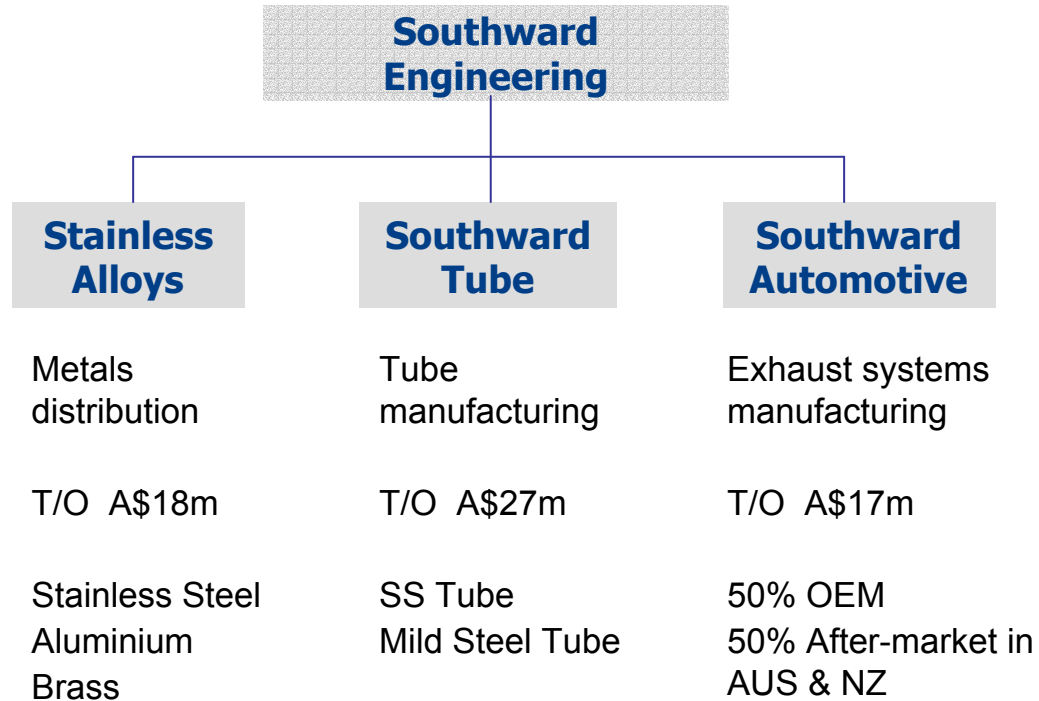 Southward
Engineering
Stainless
Alloys
Metals
distribution
T/O A$18m
Stainless Steel
Aluminium
Brass
Southward
Tube
Tube
manufacturing
T/O A$27m
SS Tube
Mild Steel Tube
Southward
Automotive
Exhaust systems
manufacturing
T/O A$17m
50% OEM
50% After-market in
AUS & NZ